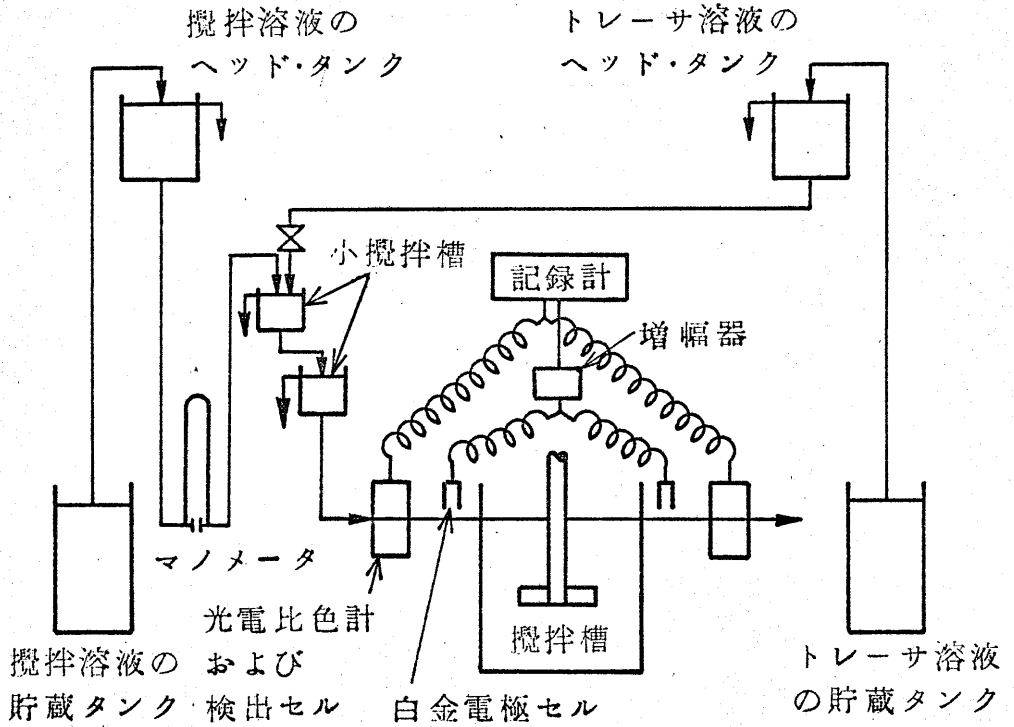 攪拌溶液の
ヘッド・タンク
トレーサ溶液の
ヘッド・タンク
小攪拌槽
記録計
増幅器
マノメータ
光電比色計
および
検出セル
攪拌槽
攪拌溶液の
貯蔵タンク
白金電極セル
トレーサ溶液
の貯蔵タンク